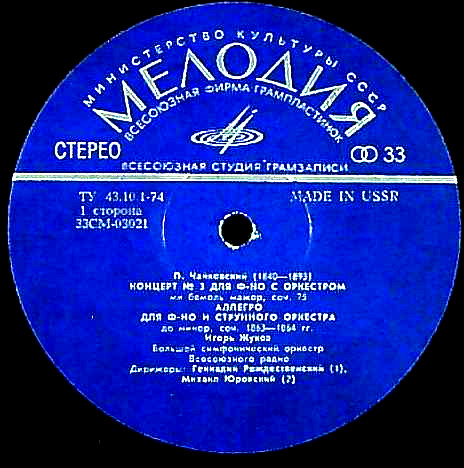 МИНИСТЕРСТВО КУЛЬТУРЫ СССР
МЕЛОДИЯ
ВСЕСОЮЗНАЯ ФИРМА ГРАМПЛАСТИНОК
СТЕРЕО
33
ВСЕСОЮЗНАЯ СТУДИЯ ГРАМЗАПИСИ
ТУ 43.10.1-74
MADE IN USSR
1 сторона
33СМ-03021
П. Чайковский (1840—1893)
КОНЦЕРТ № 3 ДЛЯ Ф-НО С ОРКЕСТРОМ
ми бемоль мажор, соч. 75
АЛЛЕГРО
ДЛЯ Ф-НО И СТРУННОГО ОРКЕСТРА
до минор, соч. 1863—1864 гг.
Игорь Жуков
Большой симфонический оркестр
Всесоюзного радио
Дирижеры: Геннадий Рождественский (1),
Михаил Юровский (2)